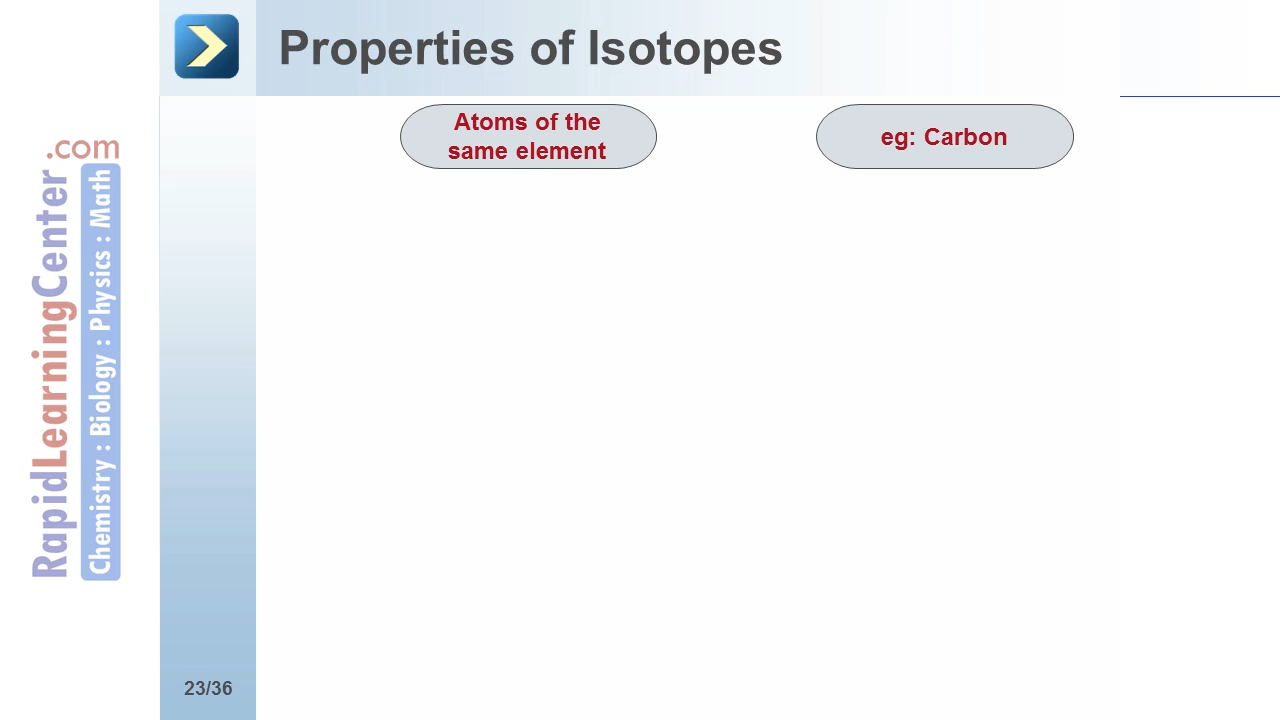 Properties of Isotopes
Atoms of the
same element
eg: Carbon
RapidLearningCenter.com
Chemistry : Biology : Physics : Math
23/36